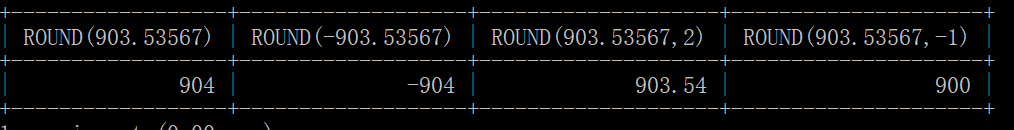 ROUND(903.53567) | ROUND(-903.53567) | ROUND(903.53567,2) | ROUND(903.53567,-1)
904 | -904 | 903.54 | 900